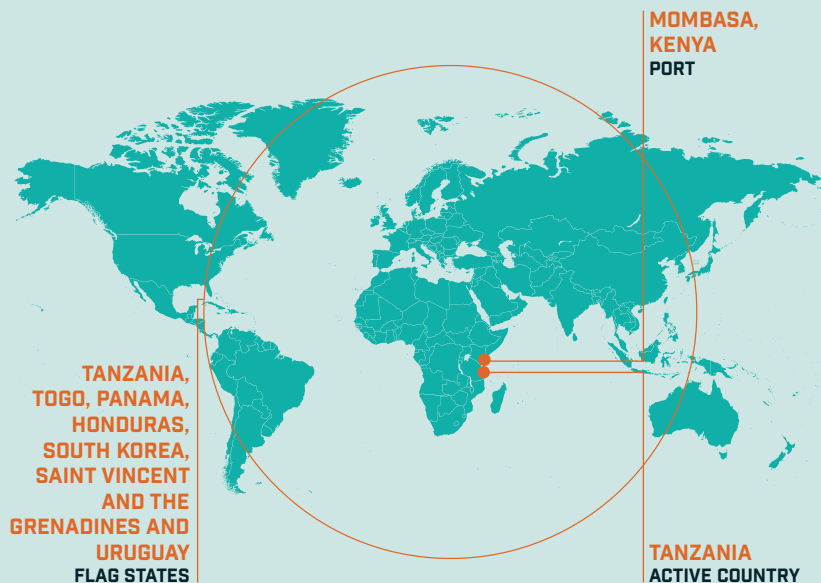 MOMBASA,
KENYA
PORT
TANZANIA,
TOGO, PANAMA,
HONDURAS,
SOUTH KOREA,
SAINT VINCENT
AND THE
GRENADINES AND
URUGUAY
FLAG STATES
TANZANIA
ACTIVE COUNTRY